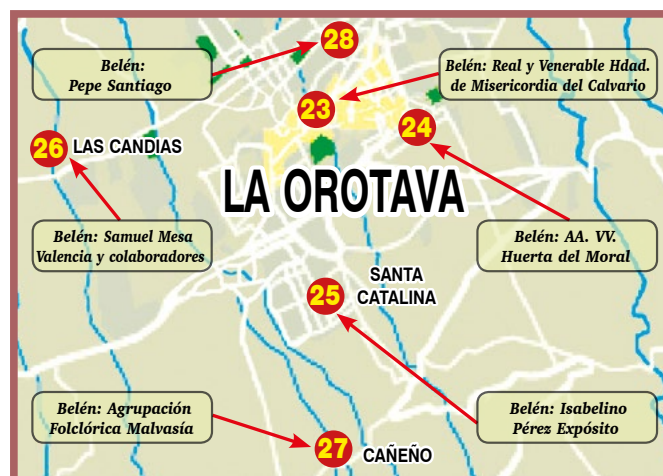 28
Belén:
Pepe Santiago
Belén: Real y Venerable Hdad.
de Misericordia del Calvario
23
24
26
LAS CANDIAS
LA OROTAVA
Belén: Samuel Mesa
Valencia y colaboradores
Belén: AA. VV.
Huerta del Moral
25
SANTA
CATALINA
Belén: Agrupación
Folclórica Malvasía
Belén: Isabelino
Pérez Expósito
27
CAÑEÑO